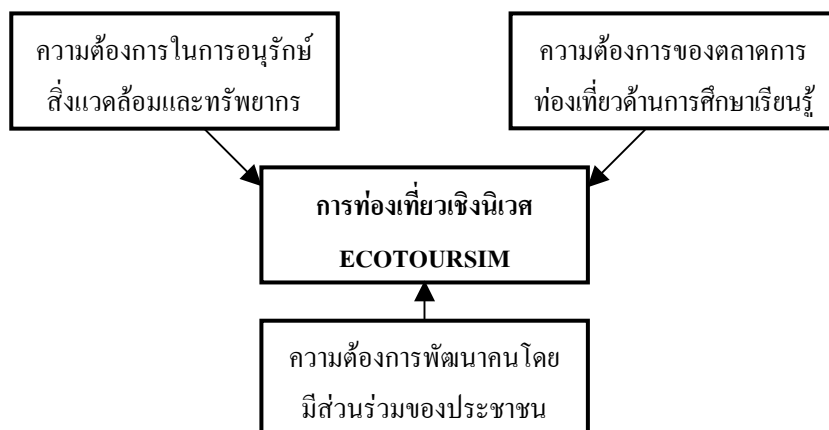 ความต้องการในการอนุรักษ์
สิ่งแวดล้อมและทรัพยากร
ความต้องการของตลาดการ
ท่องเที่ยวด้านการศึกษาเรียนรู้
การท่องเที่ยวเชิงนิเวศ
ECOTOURSIM
ความต้องการพัฒนาคนโดย
มีส่วนร่วมของประชาชน